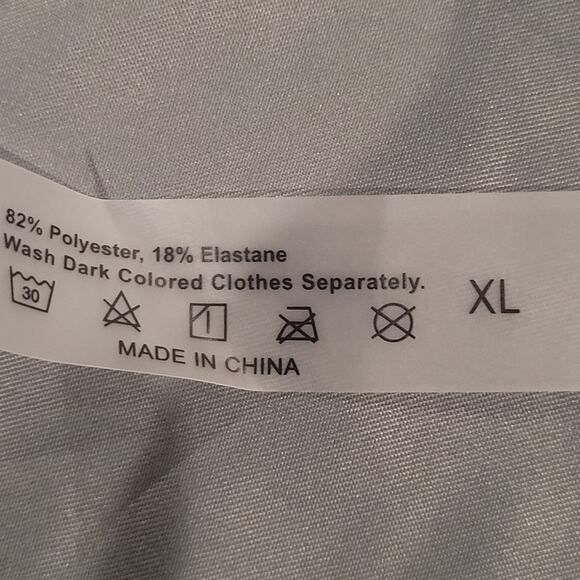 82% Polyester, 18% Elastane
Wash Dark Colored Clothes Separately.
30
XL
MADE IN CHINA